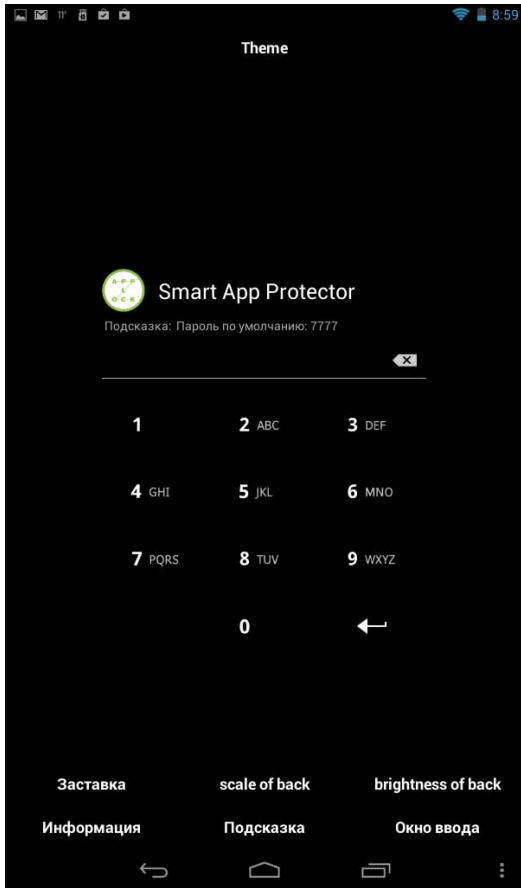 11° 8:59
Theme
A-P-P
L
O-C-K
Smart App Protector
Подсказка: Пароль по умолчанию: 7777
1 2 ABC 3 DEF
4 GHI 5 JKL 6 MNO
7 PQRS 8 TUV 9 WXYZ
0
Заставка scale of back brightness of back
Информация Подсказка Окно ввода